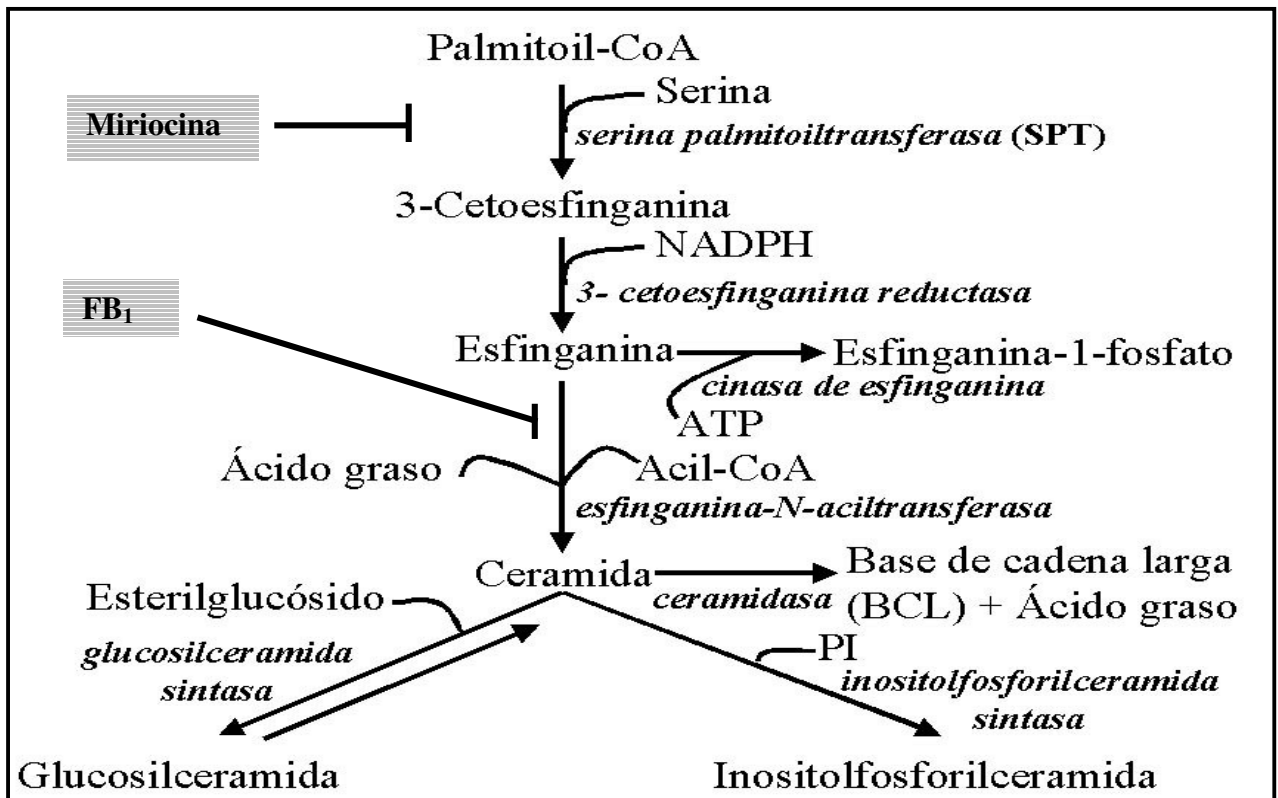 Palmitoil-CoA
Serina
Miriocina
serina palmitoiltransferasa (SPT)
3-Cetoesfinganina
NADPH
3- cetoesfinganina reductasa
FB1
Esfinganina
Esfinganina-1-fosfato
cinasa de esfinganina
ATP
Ácido graso
Acil-CoA
esfinganina-N-aciltransferasa
Ceramida
Base de cadena larga
(BCL) + Ácido graso
ceramidasa
Esterilglucósido
glucosilceramida
sintasa
PI
inositolfosforilceramida
sintasa
Glucosilceramida
Inositolfosforilceramida